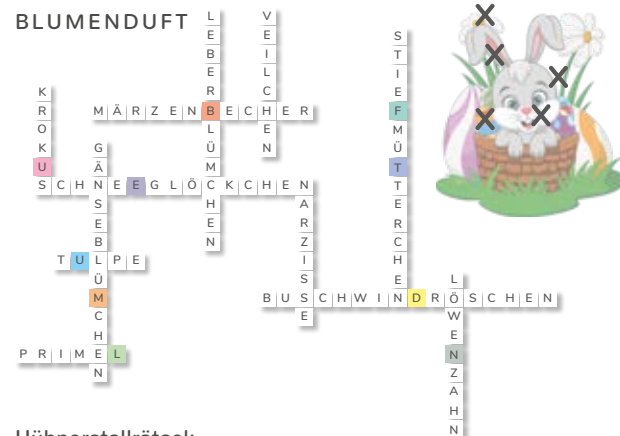 BLUMENDUFT
LEBERBLÜMCHEN
VEILCHEN
STIEFMÜTTERCHEN
KROKUS
MÄRZENBECHER
GÄNSEBLÜMCHEN
SCHNEEGLÖCKCHEN
NARZISSE
TULPE
BUSCHWINDRÖSCHEN
LÖWENZAHN
PRIMEL